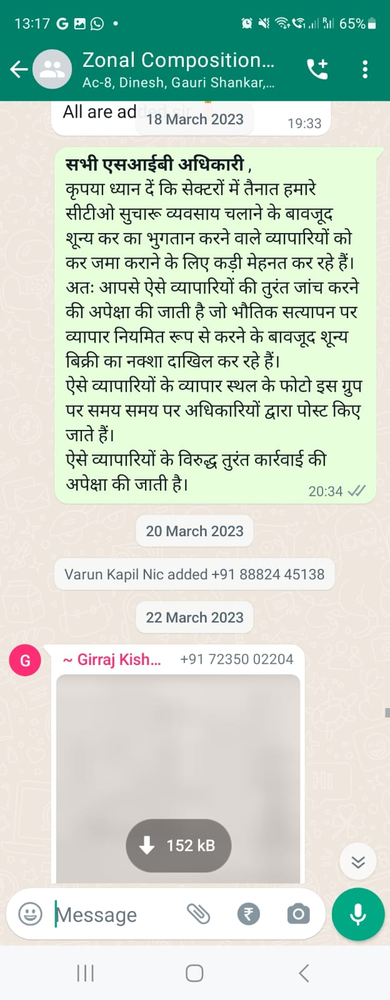 13:17 65%
Zonal Composition...
Ac-8, Dinesh, Gauri Shankar,...
All are added sir
18 March 2023
19:33
सभी एसआईबी अधिकारी ,
कृपया ध्यान दें कि सेक्टरों में तैनात हमारे
सीटीओ सुचारू व्यवसाय चलाने के बावजूद
शून्य कर का भुगतान करने वाले व्यापारियों को
कर जमा कराने के लिए कड़ी मेहनत कर रहे हैं।
अतः आपसे ऐसे व्यापारियों की तुरंत जांच करने
की अपेक्षा की जाती है जो भौतिक सत्यापन पर
व्यापार नियमित रूप से करने के बावजूद शून्य
बिक्री का नक्शा दाखिल कर रहे हैं।
ऐसे व्यापारियों के व्यापार स्थल के फोटो इस ग्रुप
पर समय समय पर अधिकारियों द्वारा पोस्ट किए
जाते हैं।
ऐसे व्यापारियों के विरुद्ध तुरंत कार्रवाई की
अपेक्षा की जाती है।
20:34
20 March 2023
Varun Kapil Nic added +91 88824 45138
22 March 2023
G
~ Girraj Kish... +91 72350 02204
152 kB
Message